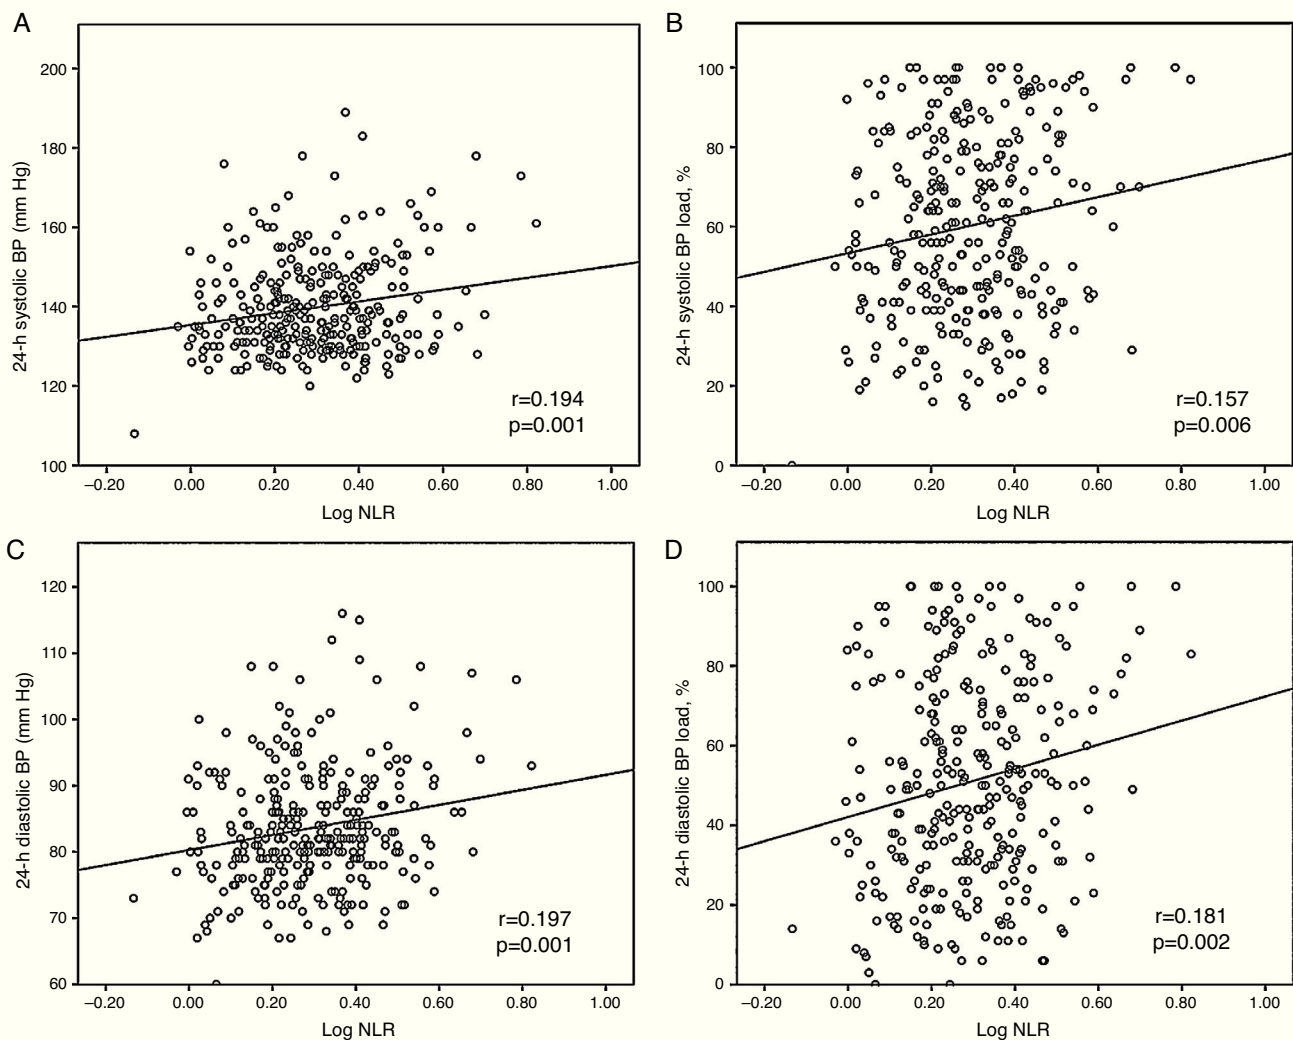 A
24-h systolic BP (mm Hg)
200
180
160
140
120
100
r=0.194
p=0.001
−0.20 0.00 0.20 0.40 0.60 0.80 1.00
Log NLR
B
24-h systolic BP load, %
100
80
60
40
20
0
r=0.157
p=0.006
−0.20 0.00 0.20 0.40 0.60 0.80 1.00
Log NLR
C
24-h diastolic BP (mm Hg)
120
110
100
90
80
70
60
r=0.197
p=0.001
−0.20 0.00 0.20 0.40 0.60 0.80 1.00
Log NLR
D
24-h diastolic BP load, %
100
80
60
40
20
0
r=0.181
p=0.002
−0.20 0.00 0.20 0.40 0.60 0.80 1.00
Log NLR